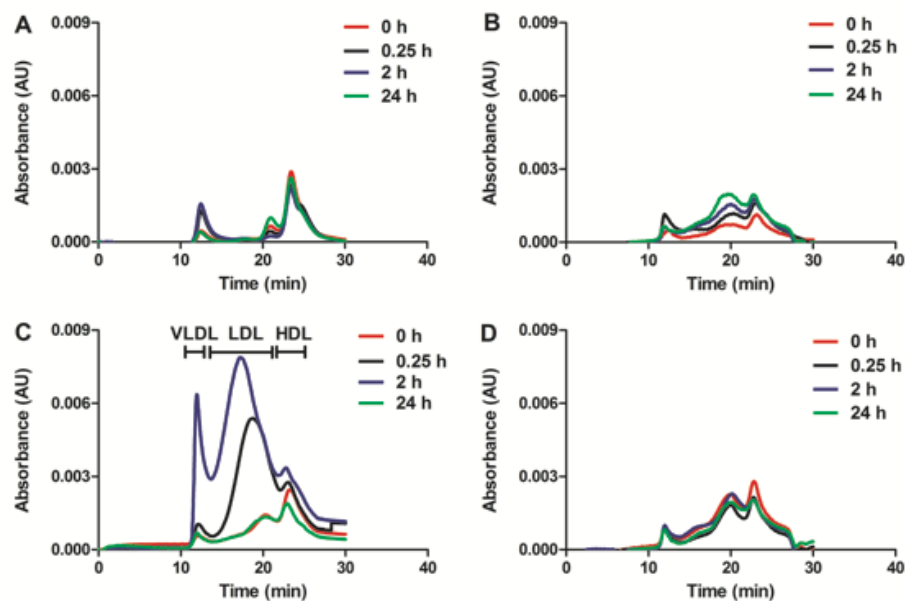 A
0 h
0.25 h
2 h
24 h
Absorbance (AU)
0.009
0.006
0.003
0.000
0 10 20 30 40
Time (min)
B
0 h
0.25 h
2 h
24 h
Absorbance (AU)
0.009
0.006
0.003
0.000
0 10 20 30 40
Time (min)
C
VLDL LDL HDL
0 h
0.25 h
2 h
24 h
Absorbance (AU)
0.009
0.006
0.003
0.000
0 10 20 30 40
Time (min)
D
0 h
0.25 h
2 h
24 h
Absorbance (AU)
0.009
0.006
0.003
0.000
0 10 20 30 40
Time (min)